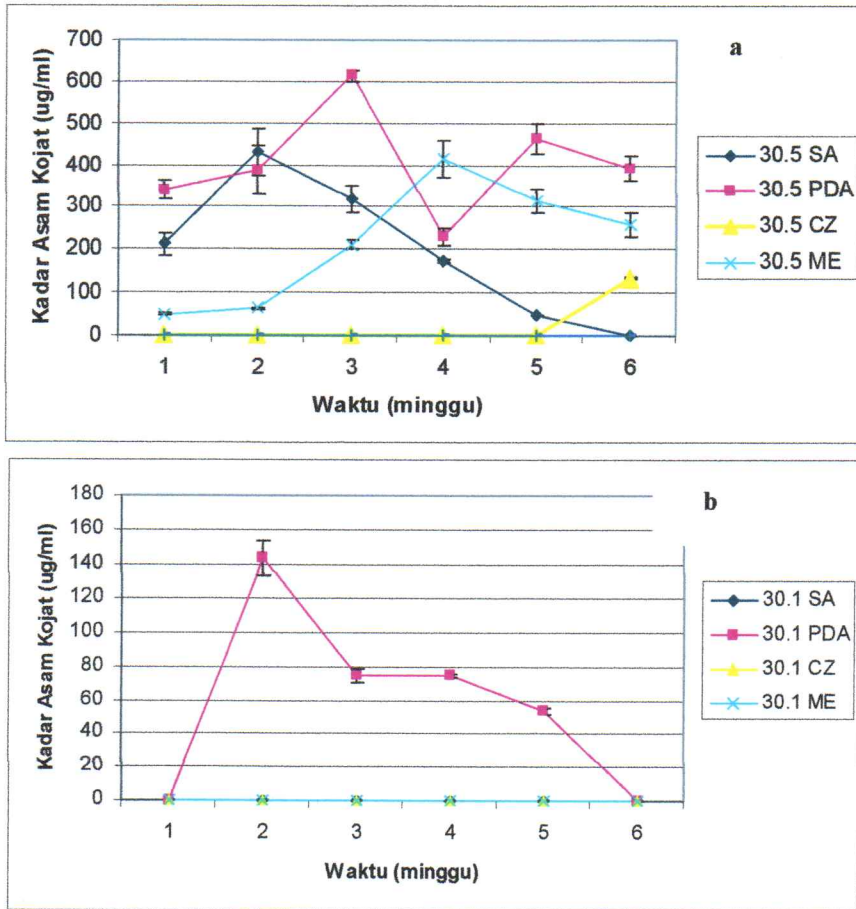 a
700
600
500
400
300
200
100
0
Kadar Asam Kojat (ug/ml)
1 2 3 4 5 6
Waktu (minggu)
30.5 SA
30.5 PDA
30.5 CZ
30.5 ME
b
180
160
140
120
100
80
60
40
20
0
Kadar Asam Kojat (ug/ml)
1 2 3 4 5 6
Waktu (minggu)
30.1 SA
30.1 PDA
30.1 CZ
30.1 ME